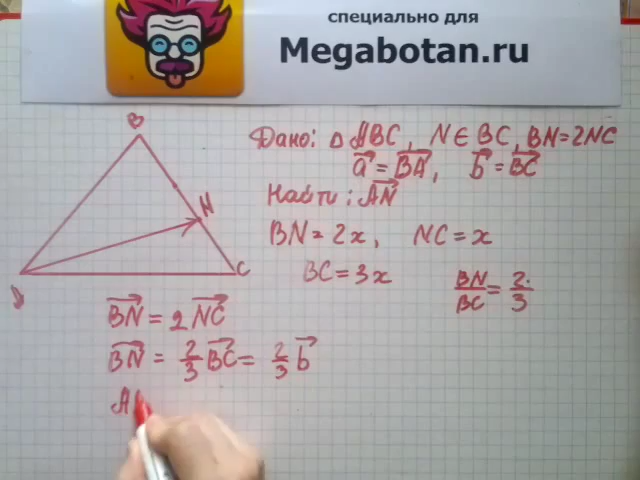 специально для
Megabotan.ru
B
N
C
A
Дано: △ABC, N∈BC, BN=2NC
a⃗ = BA⃗, b⃗ = BC⃗
Найти: AN⃗
BN = 2x, NC = x
BC = 3x
BN/BC = 2/3
BN⃗ = 2NC⃗
BN⃗ = 2/3 BC⃗ = 2/3 b⃗
A